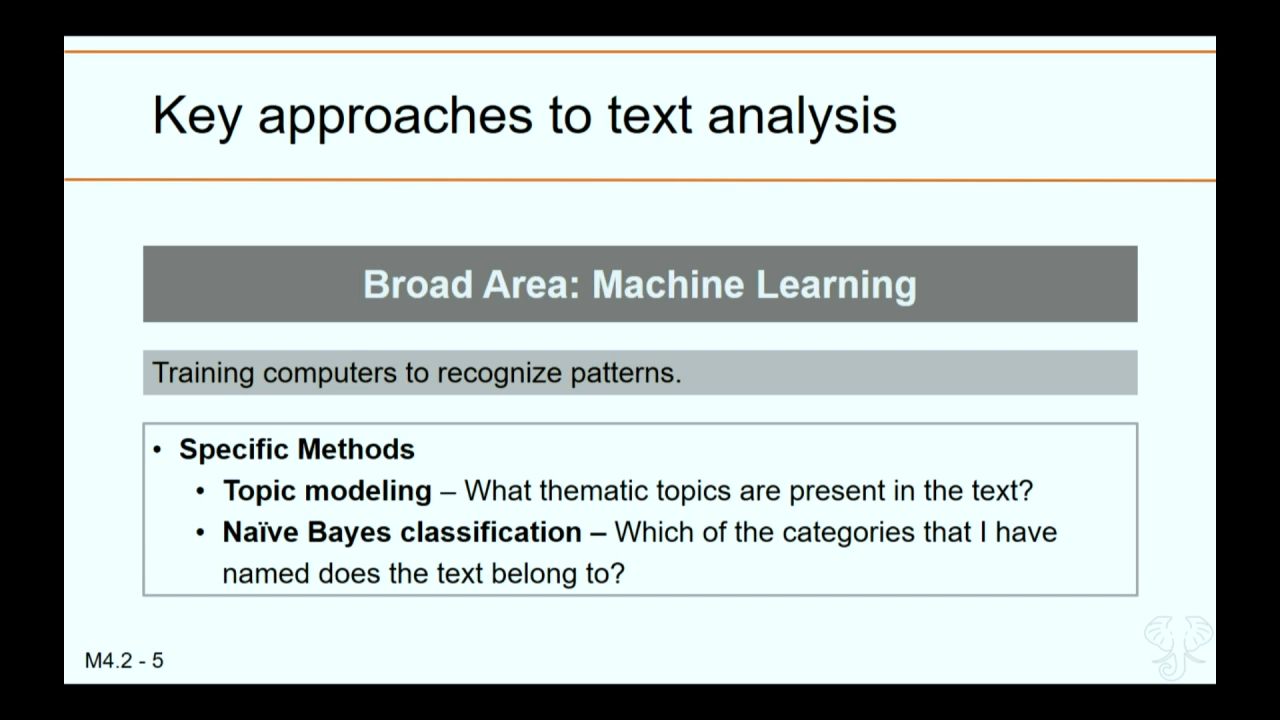 Key approaches to text analysis
Broad Area: Machine Learning
Training computers to recognize patterns.
• Specific Methods
• Topic modeling – What thematic topics are present in the text?
• Naïve Bayes classification – Which of the categories that I have
named does the text belong to?
M4.2 - 5